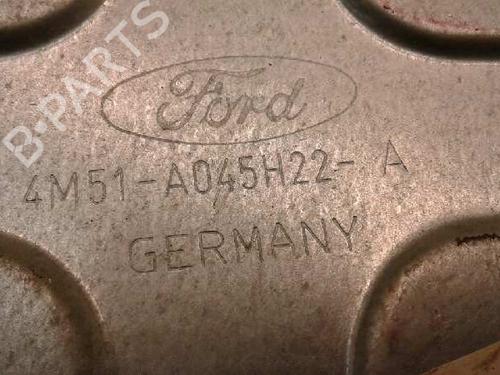 B-PARTS
Ford
4M51-A045H22- A
GERMANY